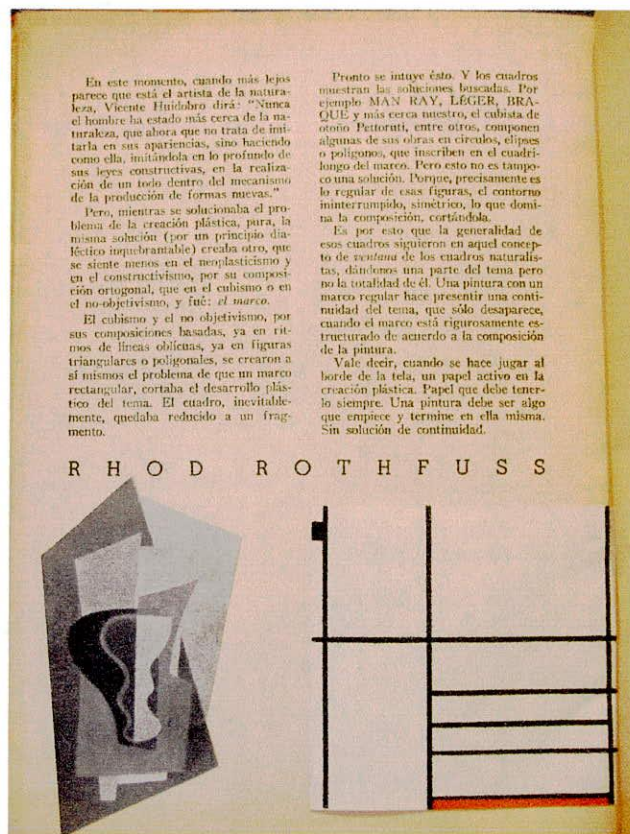 En este momento, cuando más lejos
parece que está el artista de la natura-
leza, Vicente Huidobro dirá: "Nunca
el hombre ha estado más cerca de la na-
turaleza, que ahora que no trata de imi-
tarla en sus apariencias, sino haciendo
como ella, imitándola en lo profundo de
sus leyes constructivas, en la realiza-
ción de un todo dentro del mecanismo
de la producción de formas nuevas."
Pero, mientras se solucionaba el pro-
blema de la creación plástica, pura, la
misma solución (por un principio dia-
léctico inquebrantable) creaba otro, que
se siente menos en el neoplasticismo y
en el constructivismo, por su composi-
ción ortogonal, que en el cubismo o en
el no-objetivismo, y fué: el marco.
El cubismo y el no objetivismo, por
sus composiciones basadas, ya en rit-
mos de líneas oblícuas, ya en figuras
triangulares o poligonales, se crearon a
sí mismos el problema de que un marco
rectangular, cortaba el desarrollo plás-
tico del tema. El cuadro, inevitable-
mente, quedaba reducido a un frag-
mento.
Pronto se intuye ésto. Y los cuadros
muestran las soluciones buscadas. Por
ejemplo MAN RAY, LÉGER, BRA-
QUE y más cerca nuestro, el cubista de
otoño Pettoruti, entre otros, componen
algunas de sus obras en círculos, elipses
o polígonos, que inscriben en el cuadri-
longo del marco. Pero esto no es tampo-
co una solución. Porque, precisamente es
lo regular de esas figuras, el contorno
ininterrumpido, simétrico, lo que domi-
na la composición, cortándola.
Es por esto que la generalidad de
esos cuadros siguieron en aquel concep-
to de ventana de los cuadros naturalis-
tas, dándonos una parte del tema pero
no la totalidad de él. Una pintura con un
marco regular hace presentir una conti-
nuidad del tema, que sólo desaparece,
cuando el marco está rigurosamente es-
tructurado de acuerdo a la composición
de la pintura.
Vale decir, cuando se hace jugar al
borde de la tela, un papel activo en la
creación plástica. Papel que debe tener-
lo siempre. Una pintura debe ser algo
que empiece y termine en ella misma.
Sin solución de continuidad.
RHOD ROTHFUSS